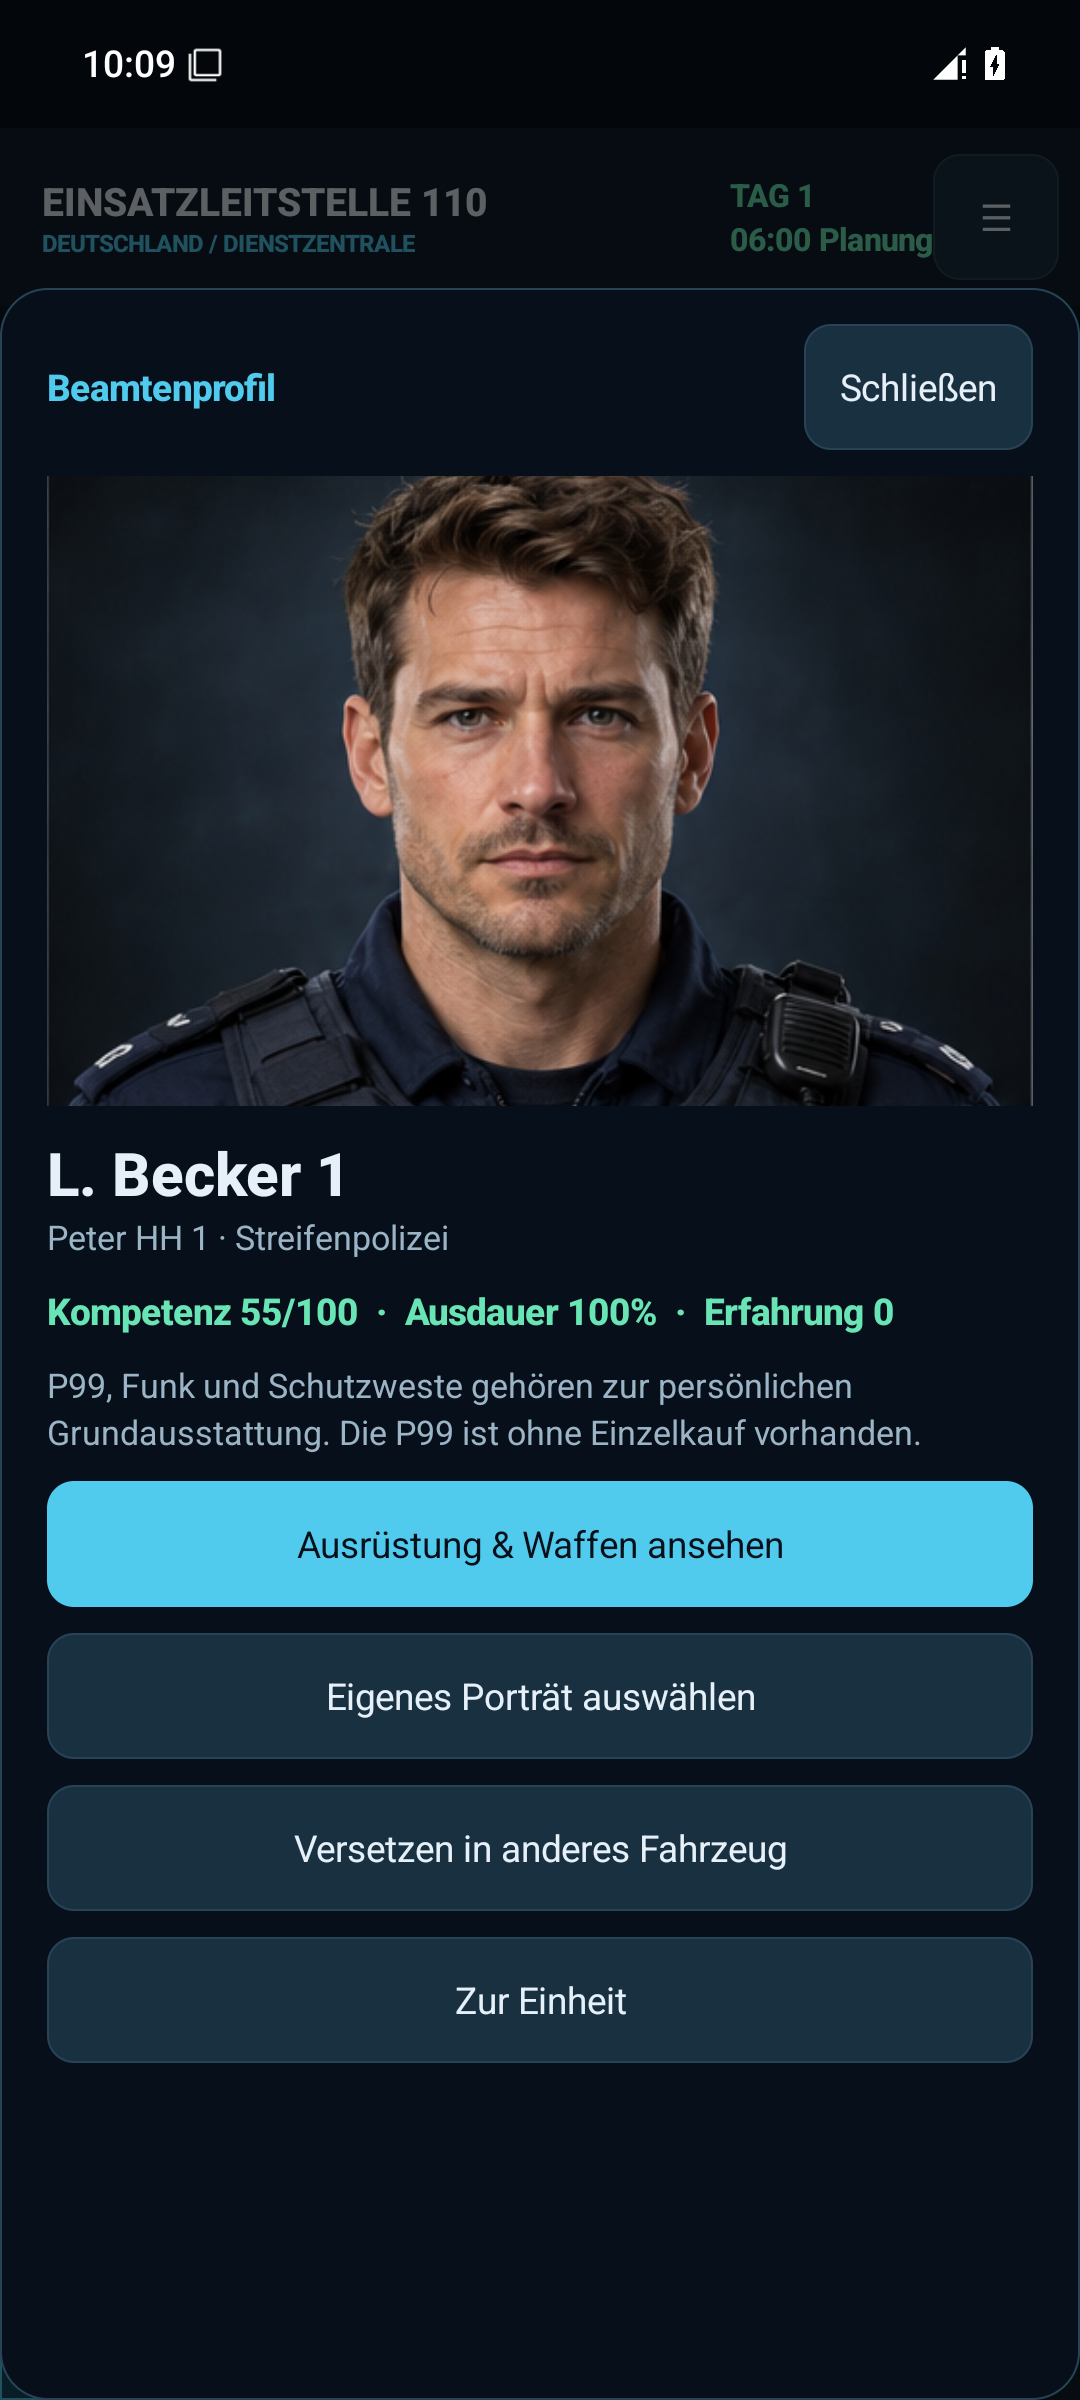 10:09
EINSATZLEITSTELLE 110
DEUTSCHLAND / DIENSTZENTRALE
TAG 1
06:00 Planung
Beamtenprofil
Schließen
L. Becker 1
Peter HH 1 · Streifenpolizei
Kompetenz 55/100 · Ausdauer 100% · Erfahrung 0
P99, Funk und Schutzweste gehören zur persönlichen
Grundausstattung. Die P99 ist ohne Einzelkauf vorhanden.
Ausrüstung & Waffen ansehen
Eigenes Porträt auswählen
Versetzen in anderes Fahrzeug
Zur Einheit